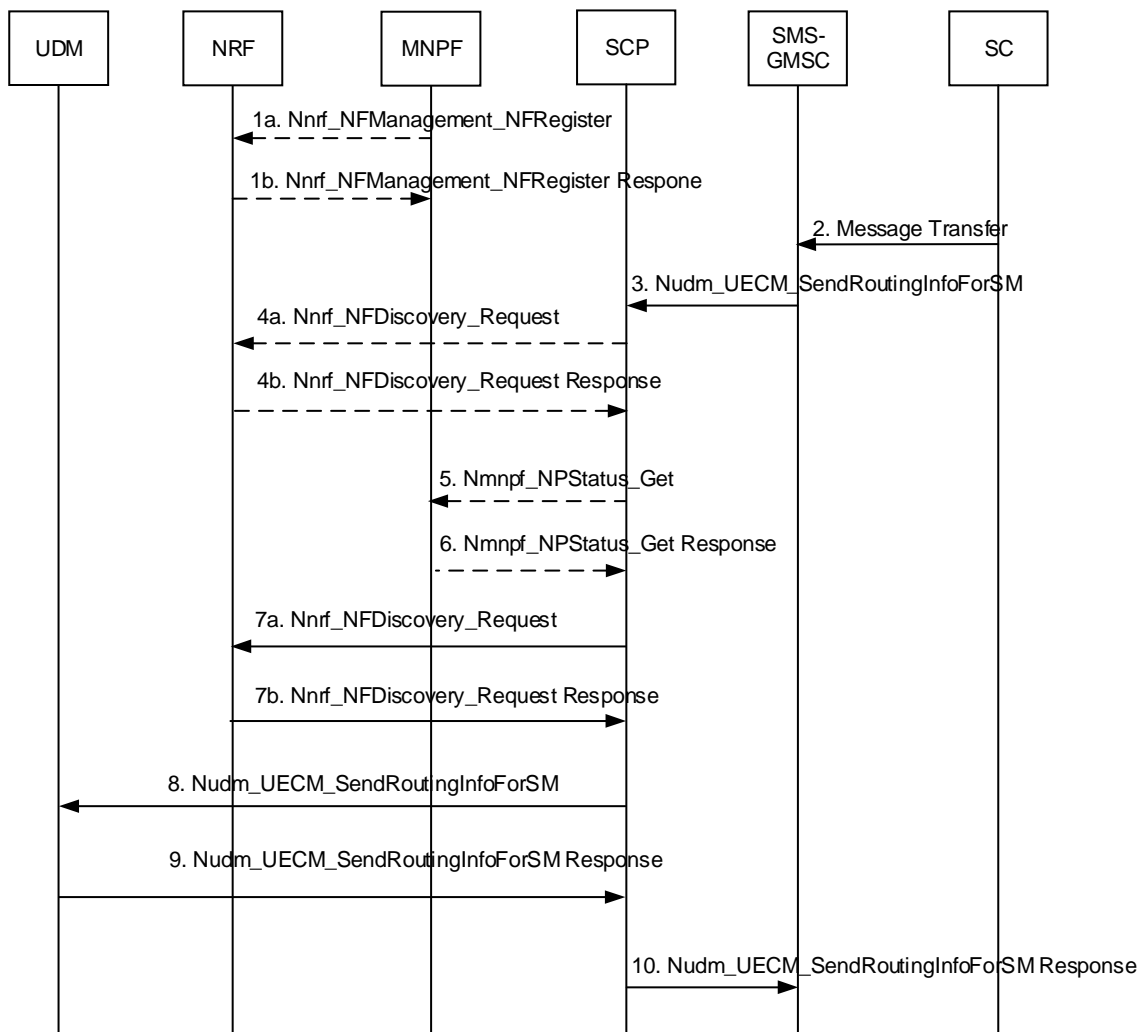 UDM
NRF
MNPF
SCP
SMS-
GMSC
SC
1a. Nnrf_NFManagement_NFRegister
1b. Nnrf_NFManagement_NFRegister Respone
2. Message Transfer
3. Nudm_UECM_SendRoutingInfoForSM
4a. Nnrf_NFDiscovery_Request
4b. Nnrf_NFDiscovery_Request Response
5. Nmnpf_NPStatus_Get
6. Nmnpf_NPStatus_Get Response
7a. Nnrf_NFDiscovery_Request
7b. Nnrf_NFDiscovery_Request Response
8. Nudm_UECM_SendRoutingInfoForSM
9. Nudm_UECM_SendRoutingInfoForSM Response
10. Nudm_UECM_SendRoutingInfoForSM Response